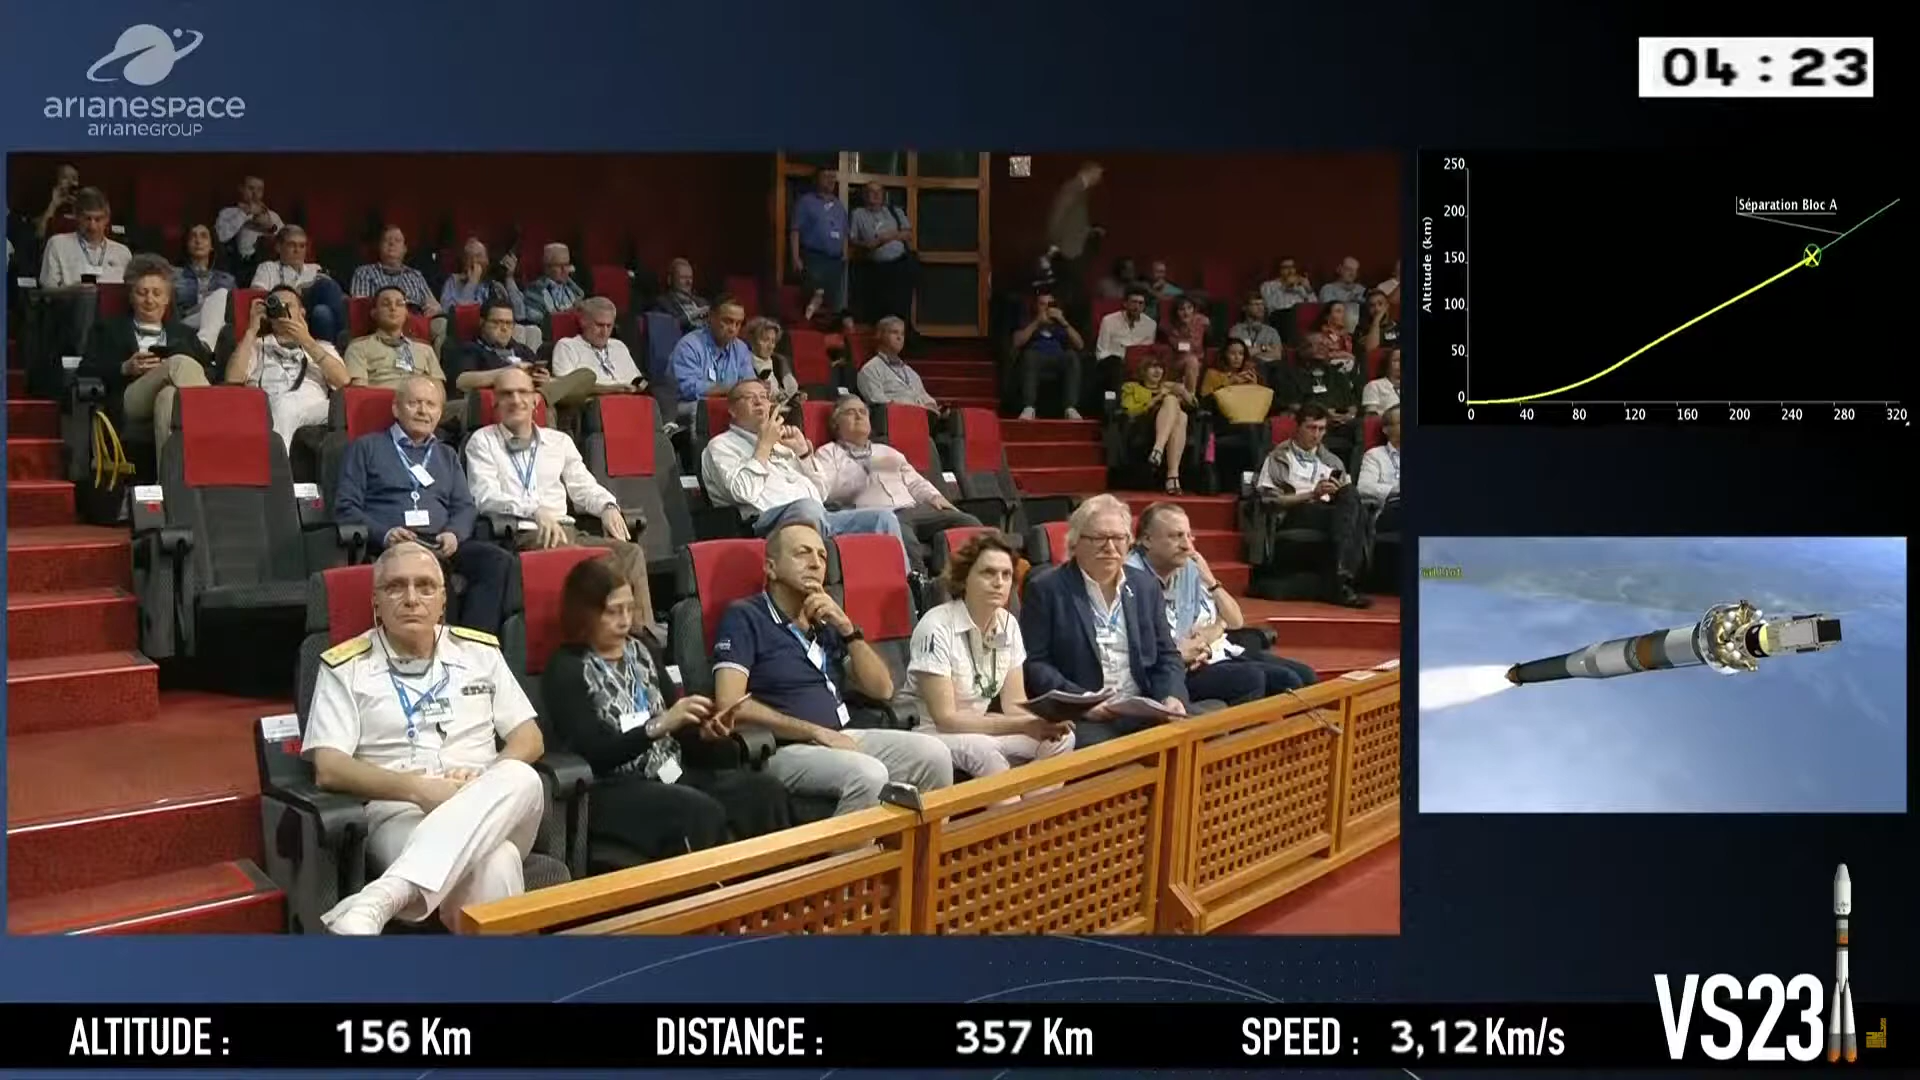 arianespace
arianeGROUP
04:23
250
200
150
100
50
0
Altitude (km)
Séparation Bloc A
0 40 80 120 160 200 240 280 320
Galliot
ALTITUDE : 156 Km DISTANCE : 357 Km SPEED : 3,12 Km/s
VS23